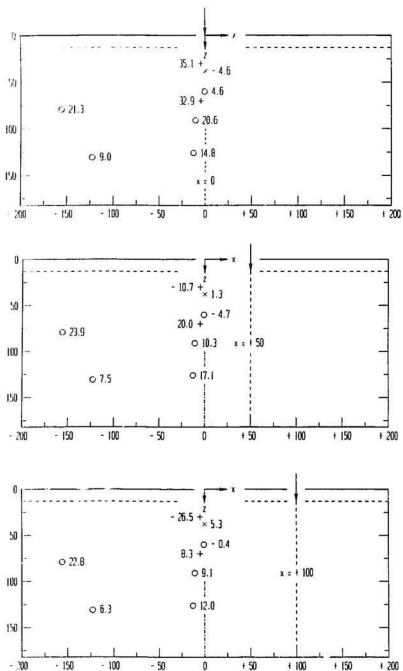 0
z
35.1 + × - 4.6
○ 4.6
50
32.9 +
○ 21.3
○ 20.6
100
○ 9.0
○ 14.8
150
x = 0
- 200 - 150 - 100 - 50 0 + 50 + 100 + 150 + 200
0 x
z
- 10.7 + × 1.3
50
○ - 4.7
20.0 +
○ 23.9
○ 10.3 x = + 50
100
○ 7.5
○ 17.1
150
- 200 - 150 - 100 - 50 0 + 50 + 100 + 150 + 200
0 x
z
- 26.5 + × 5.3
50
○ - 0.4
8.3 +
○ 22.8
○ 9.1 x = + 100
100
○ 6.3
○ 12.0
150
- 200 - 150 - 100 - 50 0 + 50 + 100 + 150 + 200